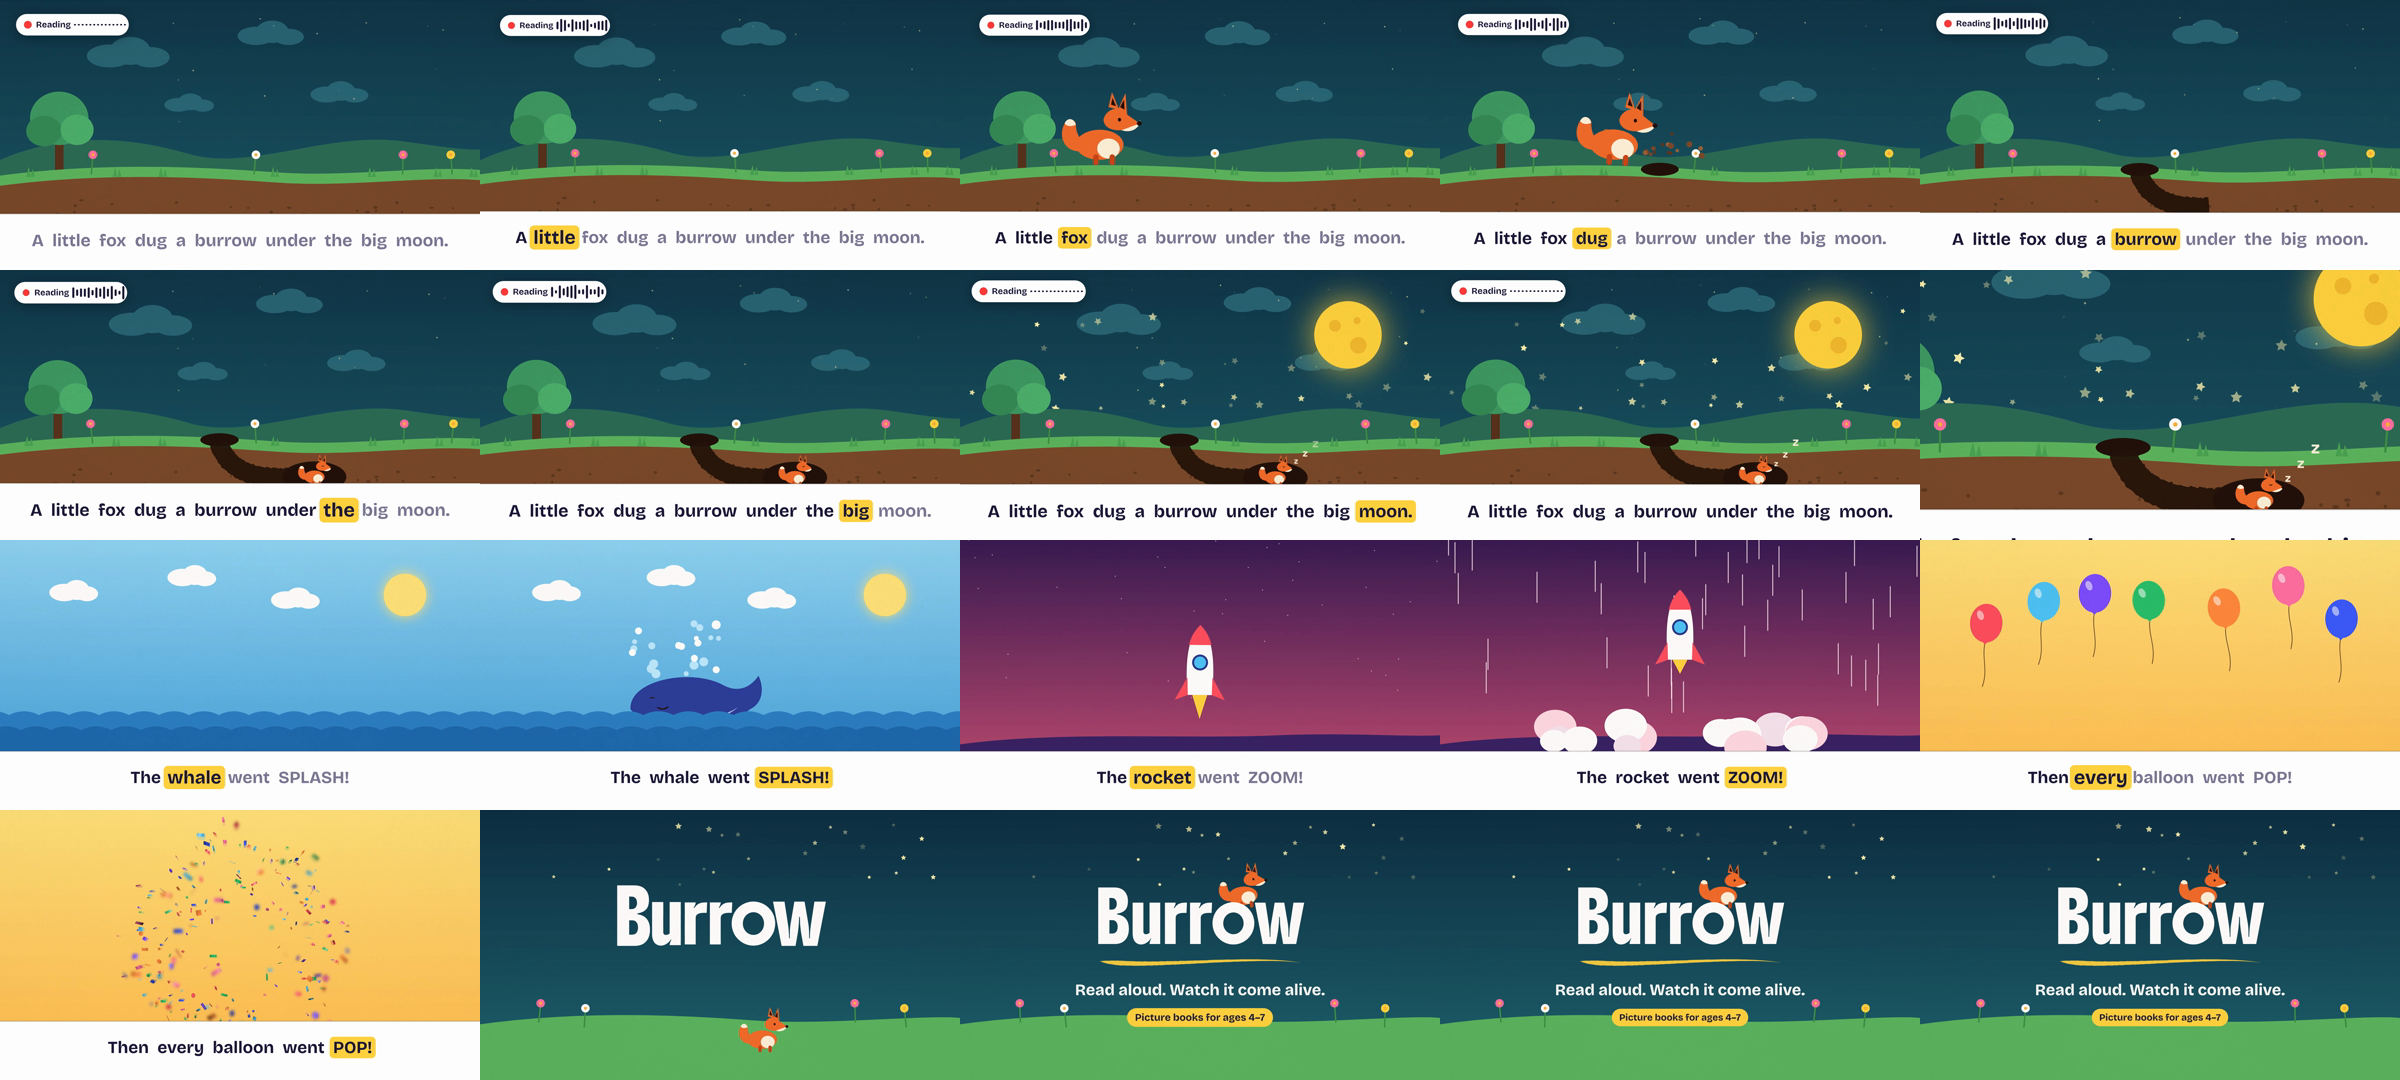 Reading
Reading
Reading
Reading
Reading
A little fox dug a burrow under the big moon.
A little fox dug a burrow under the big moon.
A little fox dug a burrow under the big moon.
A little fox dug a burrow under the big moon.
A little fox dug a burrow under the big moon.
Reading
Reading
Reading
Reading
z
z
z
z
z
z
z
z
z
A little fox dug a burrow under the big moon.
A little fox dug a burrow under the big moon.
A little fox dug a burrow under the big moon.
A little fox dug a burrow under the big moon.
The whale went SPLASH!
The whale went SPLASH!
The rocket went ZOOM!
The rocket went ZOOM!
Then every balloon went POP!
Then every balloon went POP!
Burrow
Burrow
Read aloud. Watch it come alive.
Picture books for ages 4–7
Burrow
Read aloud. Watch it come alive.
Picture books for ages 4–7
Burrow
Read aloud. Watch it come alive.
Picture books for ages 4–7